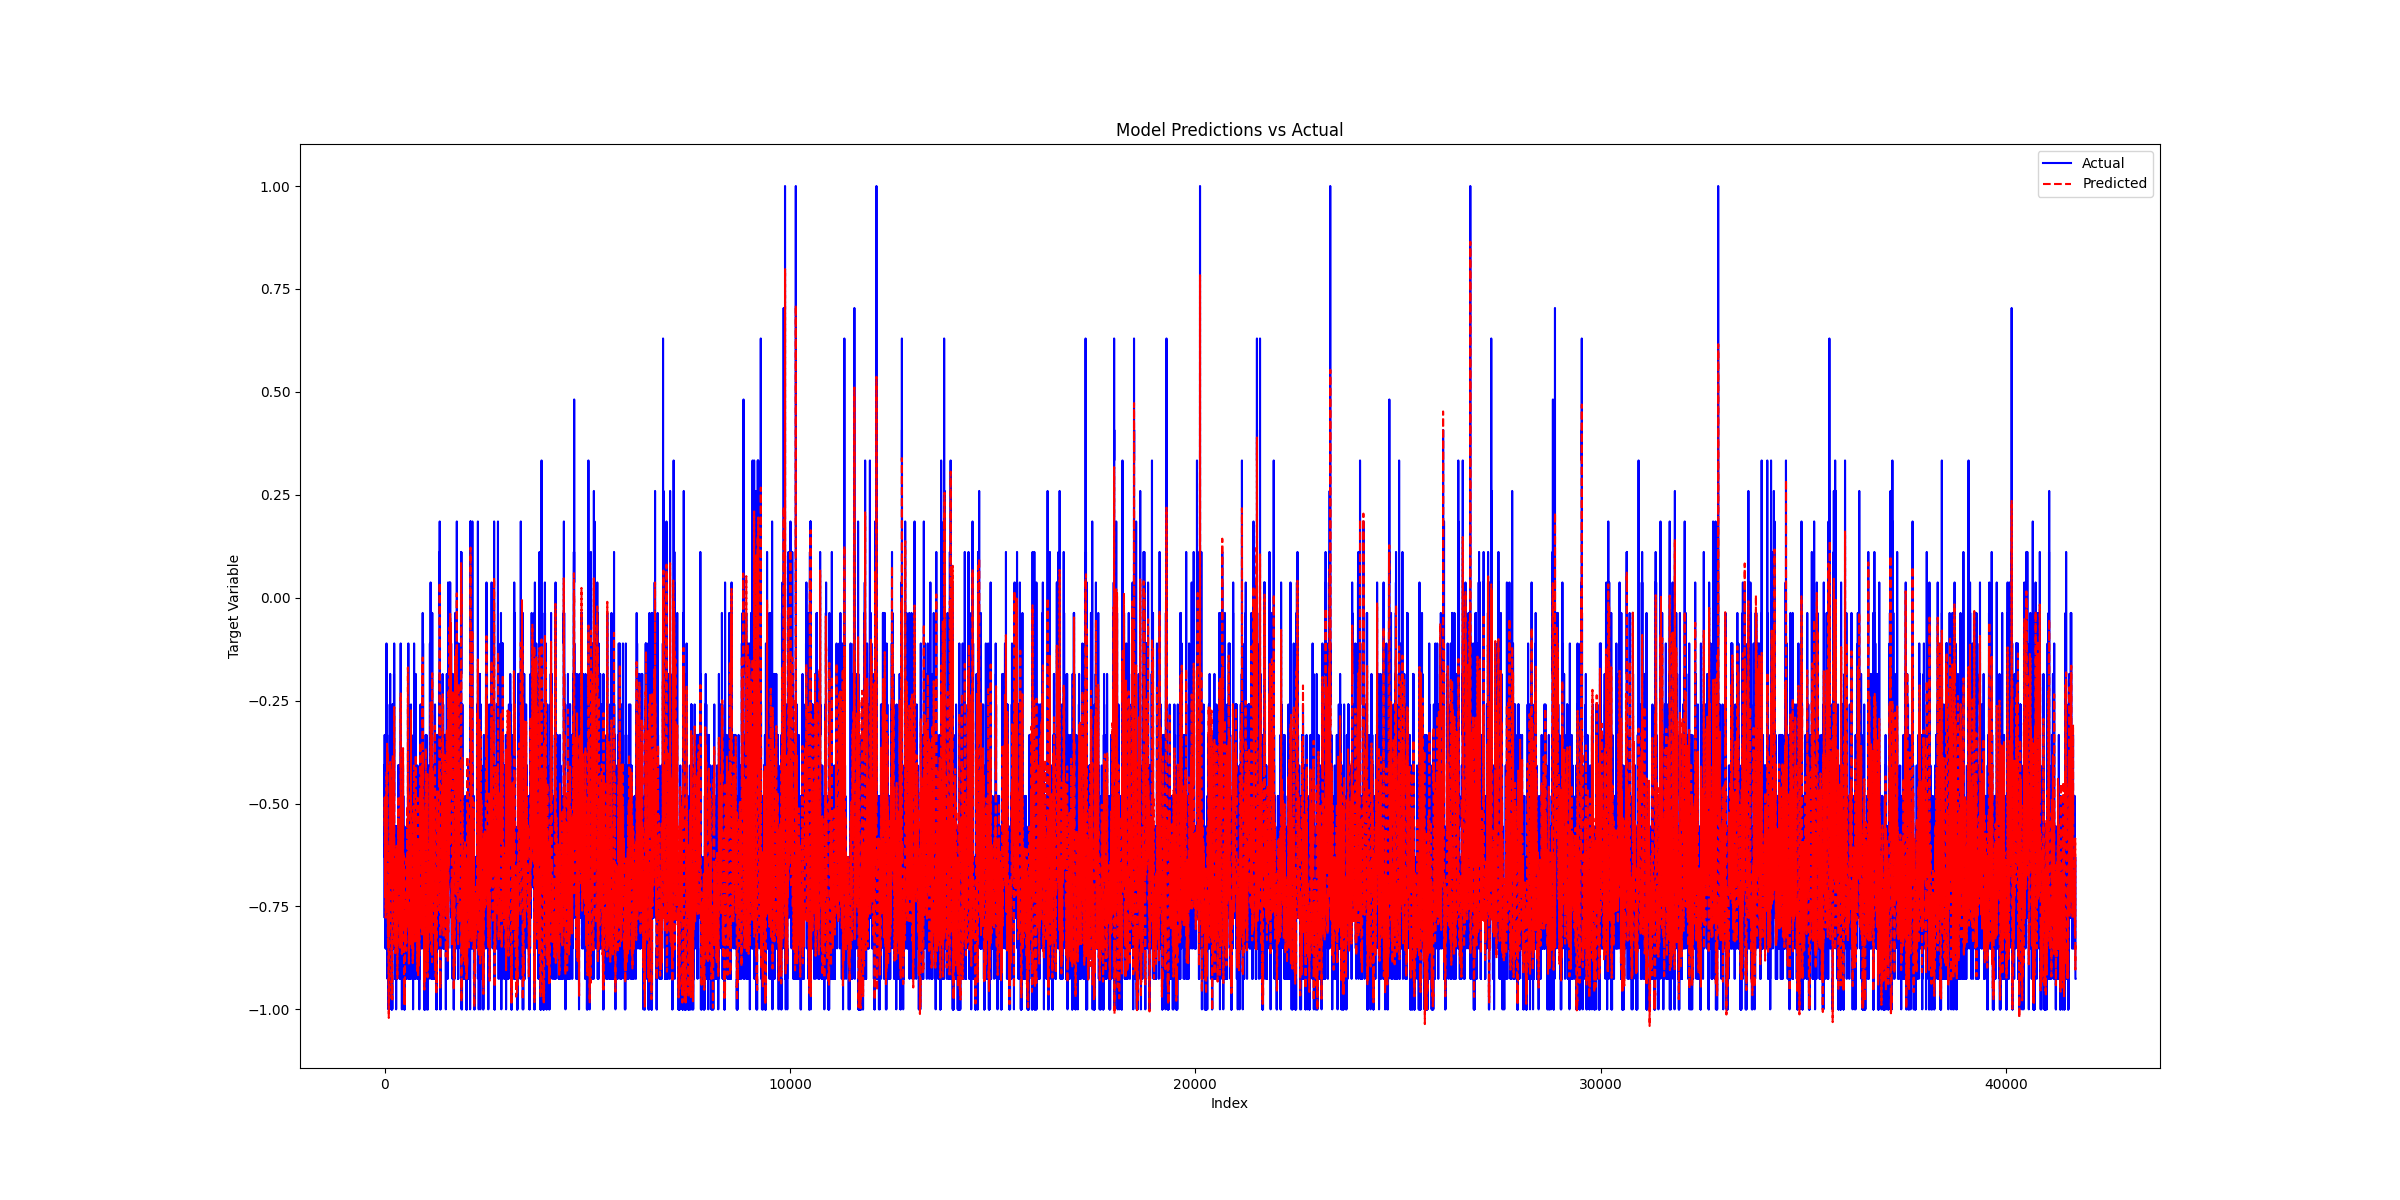 Model Predictions vs Actual
Actual
Predicted
1.00
0.75
0.50
0.25
0.00
−0.25
−0.50
−0.75
−1.00
Target Variable
0
10000
20000
30000
40000
Index